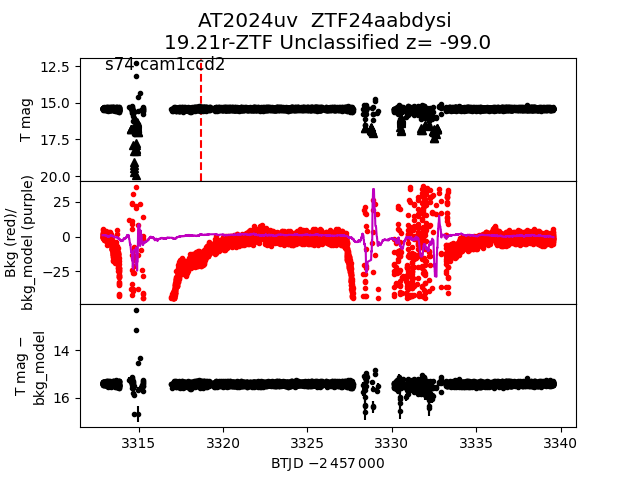 AT2024uv  ZTF24aabdysi
19.21r-ZTF Unclassified z= -99.0
s74 cam1ccd2
12.5
15.0
17.5
20.0
T mag
25
0
−25
Bkg (red)/
bkg_model (purple)
14
16
T mag −
bkg_model
3315
3320
3325
3330
3335
3340
BTJD −2 457 000